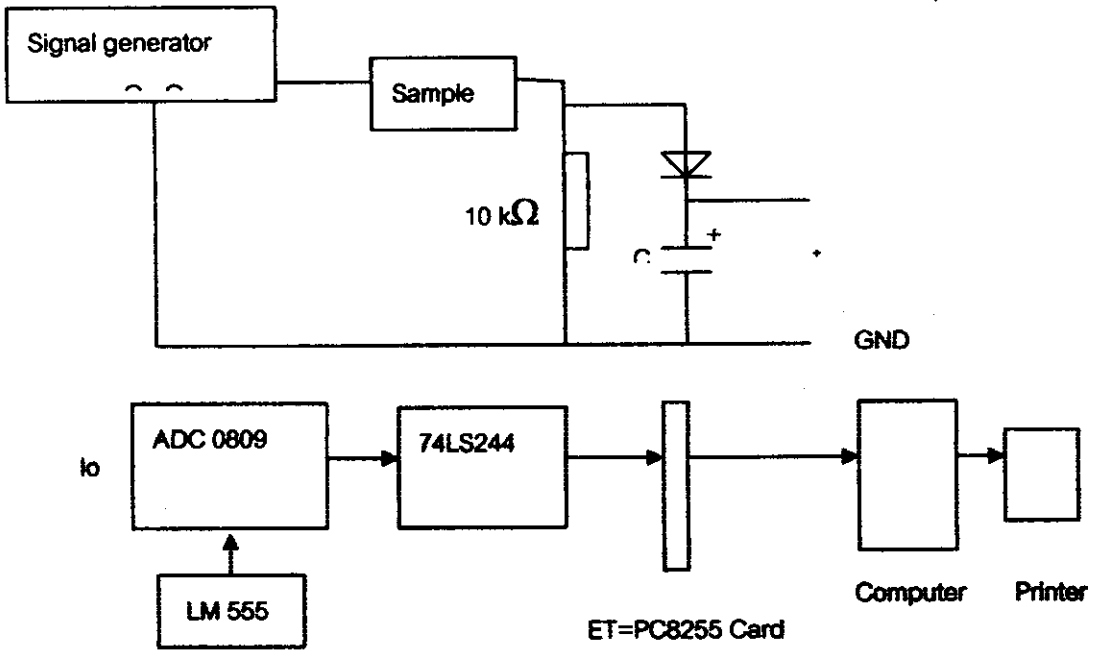 Signal generator
Sample
10 kΩ
C
+
GND
ADC 0809
74LS244
Io
LM 555
Computer
Printer
ET=PC8255 Card